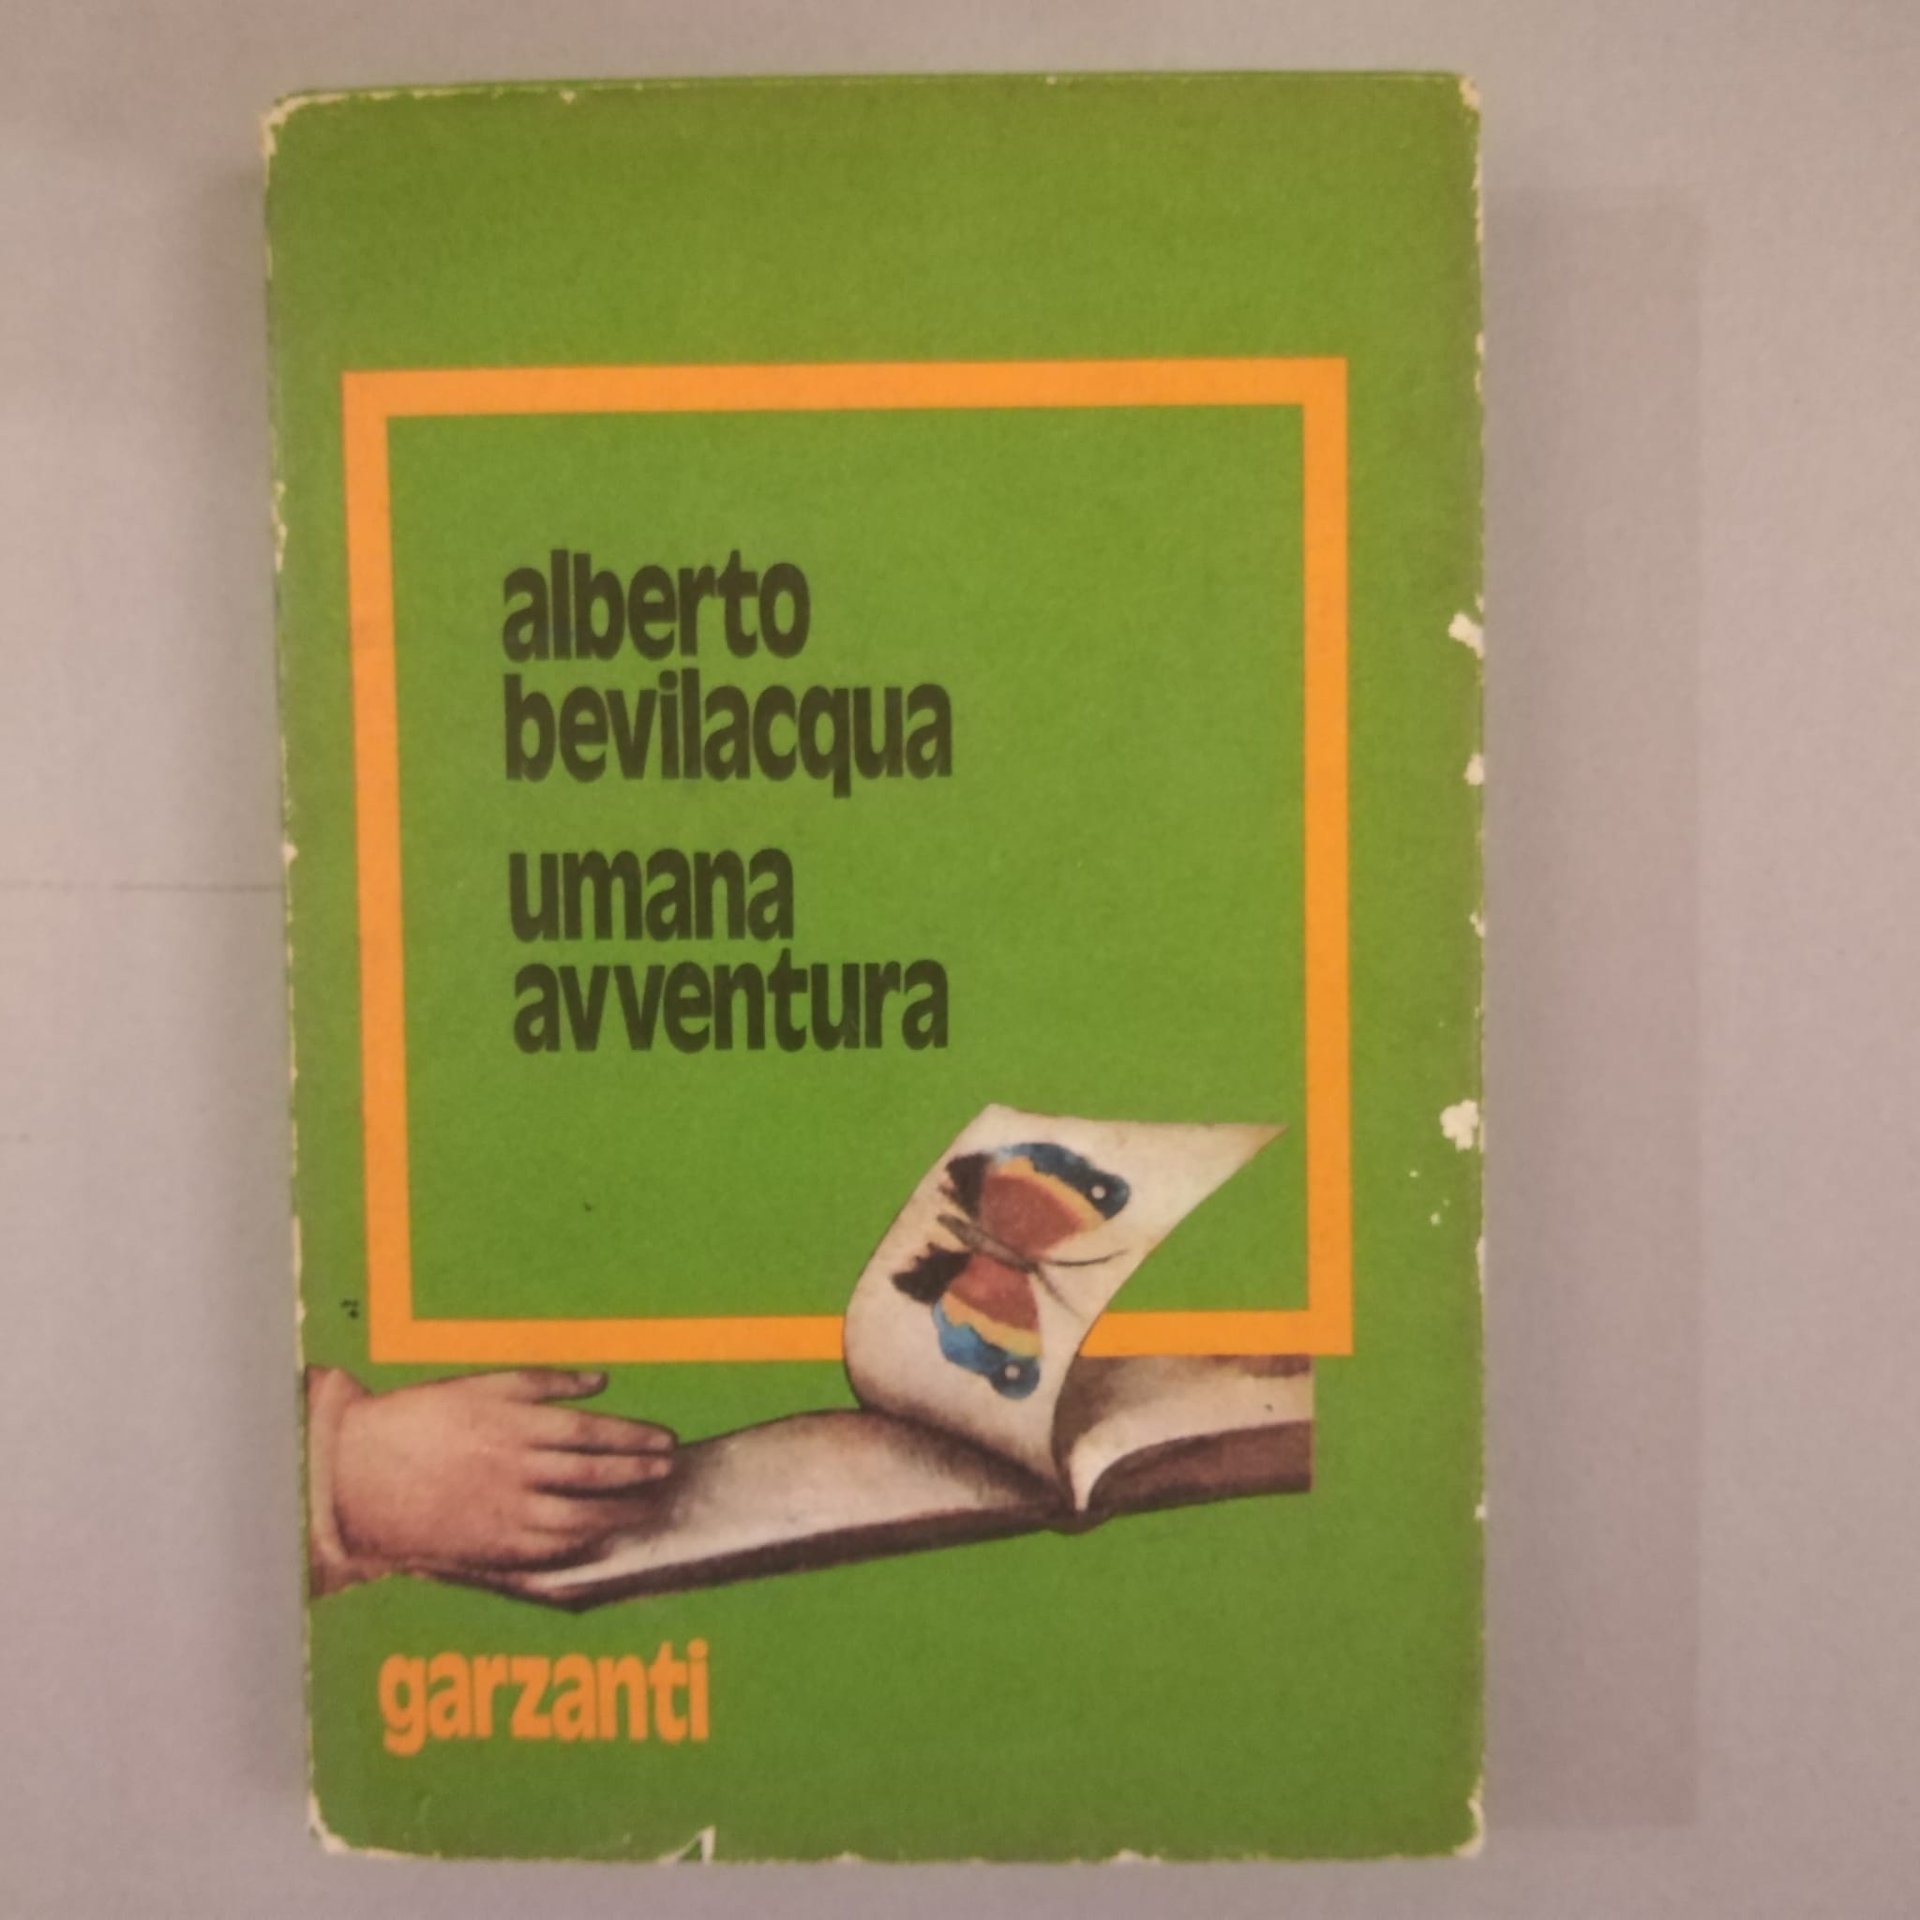 alberto
bevilacqua
umana
avventura
garzanti